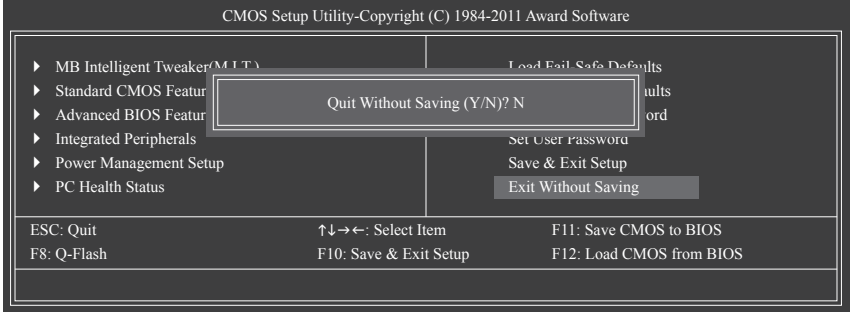 CMOS Setup Utility-Copyright (C) 1984-2011 Award Software
MB Intelligent Tweaker(M.I.T.)
Load Fail-Safe Defaults
Standard CMOS Featur
aults
Quit Without Saving (Y/N)? N
Advanced BIOS Featur
ord
Integrated Peripherals
Set User Password
Power Management Setup
Save & Exit Setup
PC Health Status
Exit Without Saving
ESC: Quit
↑↓→←: Select Item
F11: Save CMOS to BIOS
F8: Q-Flash
F10: Save & Exit Setup
F12: Load CMOS from BIOS